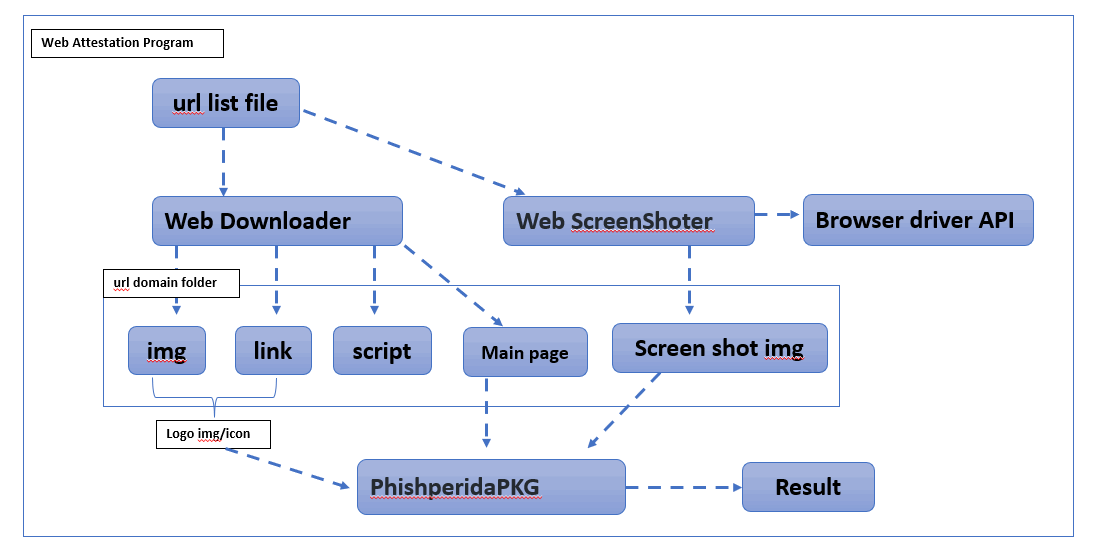 Web Attestation Program
url list file
Web Downloader
Web ScreenShoter
Browser driver API
url domain folder
img
link
script
Main page
Screen shot img
Logo img/icon
PhishperidaPKG
Result